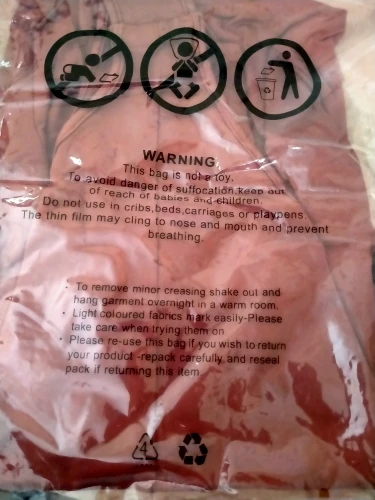 WARNING
This bag is not a toy.
To avoid danger of suffocation,keep out
of reach of babies and children.
Do not use in cribs,beds,carriages or playpens
The thin film may cling to nose and mouth and prevent
breathing.
· To remove minor creasing shake out and
hang garment overnight in a warm room.
· Light coloured fabrics mark easily-Please
take care when trying them on
· Please re-use this bag if you wish to return
your product -repack carefully and reseal
pack if returning this item
4